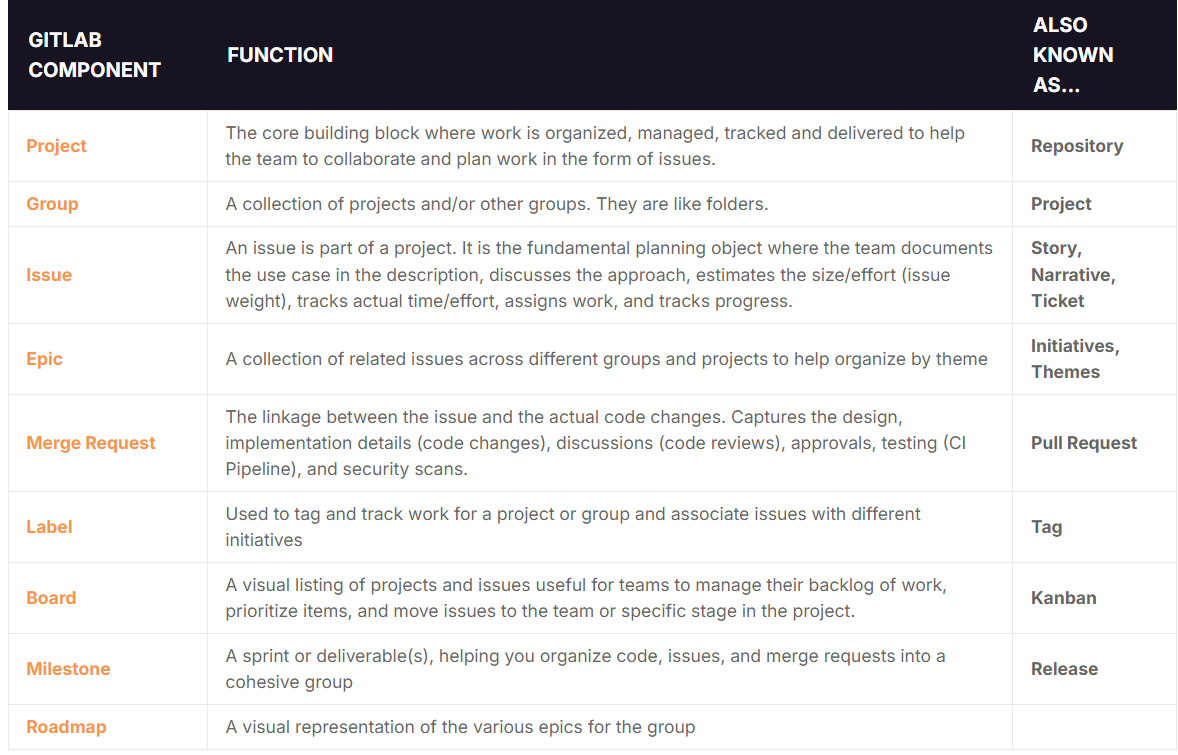 GITLAB
COMPONENT
FUNCTION
ALSO
KNOWN
AS...
Project
The core building block where work is organized, managed, tracked and delivered to help
the team to collaborate and plan work in the form of issues.
Repository
Group
A collection of projects and/or other groups. They are like folders.
Project
Issue
An issue is part of a project. It is the fundamental planning object where the team documents
the use case in the description, discusses the approach, estimates the size/effort (issue
weight), tracks actual time/effort, assigns work, and tracks progress.
Story,
Narrative,
Ticket
Epic
A collection of related issues across different groups and projects to help organize by theme
Initiatives,
Themes
Merge Request
The linkage between the issue and the actual code changes. Captures the design,
implementation details (code changes), discussions (code reviews), approvals, testing (CI
Pipeline), and security scans.
Pull Request
Label
Used to tag and track work for a project or group and associate issues with different
initiatives
Tag
Board
A visual listing of projects and issues useful for teams to manage their backlog of work,
prioritize items, and move issues to the team or specific stage in the project.
Kanban
Milestone
A sprint or deliverable(s), helping you organize code, issues, and merge requests into a
cohesive group
Release
Roadmap
A visual representation of the various epics for the group